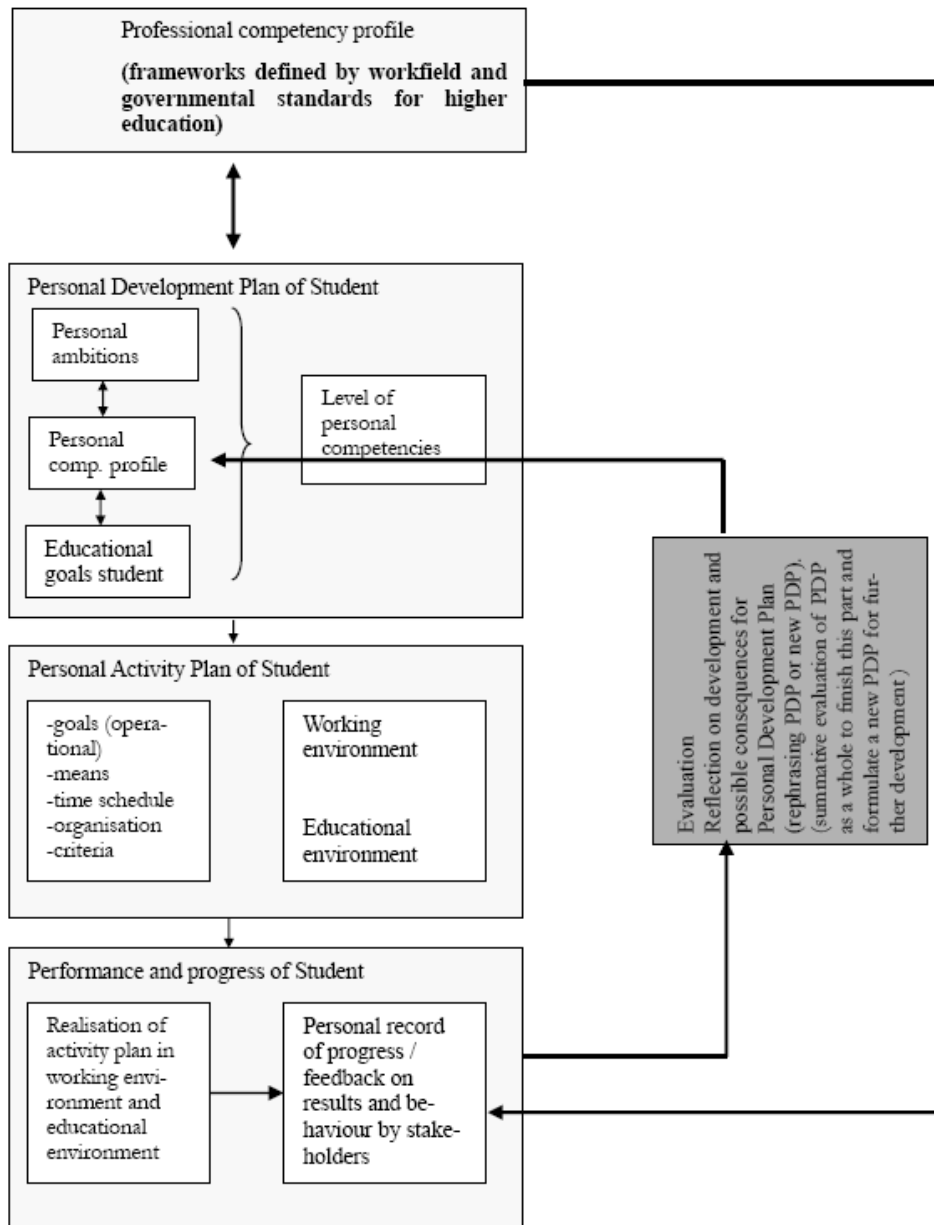 Professional competency profile
(frameworks defined by workfield and
governmental standards for higher
education)
Personal Development Plan of Student
Personal
ambitions
Personal
comp. profile
Educational
goals student
Level of
personal
competencies
Personal Activity Plan of Student
-goals (opera-
tional)
-means
-time schedule
-organisation
-criteria
Working
environment
Educational
environment
Performance and progress of Student
Realisation of
activity plan in
working envi-
ronment and
educational
environment
Personal record
of progress /
feedback on
results and be-
haviour by stake-
holders
Evaluation
Reflection on development and
possible consequences for
Personal Development Plan
(rephrasing PDP or new PDP).
(summative evaluation of PDP
as a whole to finish this part and
formulate a new PDP for fur-
ther development )